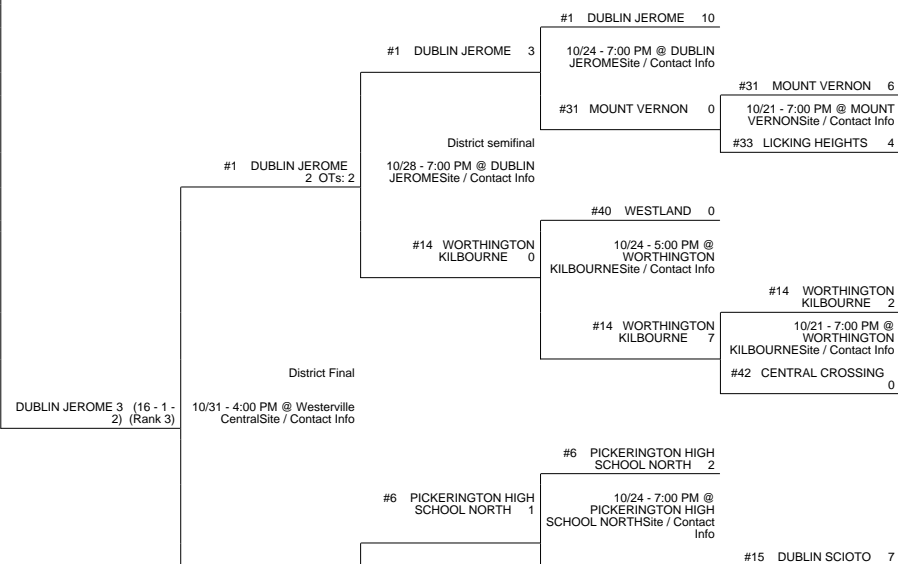 #1 DUBLIN JEROME 10
#1 DUBLIN JEROME 3
10/24 - 7:00 PM @ DUBLIN
JEROMESite / Contact Info
#31 MOUNT VERNON 6
#31 MOUNT VERNON 0
10/21 - 7:00 PM @ MOUNT
VERNONSite / Contact Info
District semifinal
#33 LICKING HEIGHTS 4
#1 DUBLIN JEROME
2 OTs: 2
10/28 - 7:00 PM @ DUBLIN
JEROMESite / Contact Info
#40 WESTLAND 0
#14 WORTHINGTON
KILBOURNE 0
10/24 - 5:00 PM @
WORTHINGTON
KILBOURNESite / Contact Info
#14 WORTHINGTON
KILBOURNE 2
#14 WORTHINGTON
KILBOURNE 7
10/21 - 7:00 PM @
WORTHINGTON
KILBOURNESite / Contact Info
District Final
#42 CENTRAL CROSSING
0
DUBLIN JEROME 3 (16 - 1 -
2) (Rank 3)
10/31 - 4:00 PM @ Westerville
CentralSite / Contact Info
#6 PICKERINGTON HIGH
SCHOOL NORTH 2
#6 PICKERINGTON HIGH
SCHOOL NORTH 1
10/24 - 7:00 PM @
PICKERINGTON HIGH
SCHOOL NORTHSite / Contact
Info
#15 DUBLIN SCIOTO 7